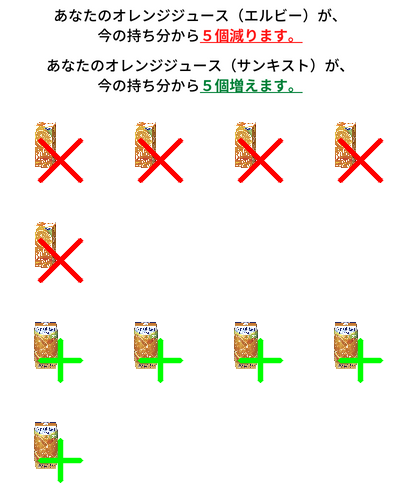 あなたのオレンジジュース（エルビー）が、
今の持ち分から５個減ります。
あなたのオレンジジュース（サンキスト）が、
今の持ち分から５個増えます。